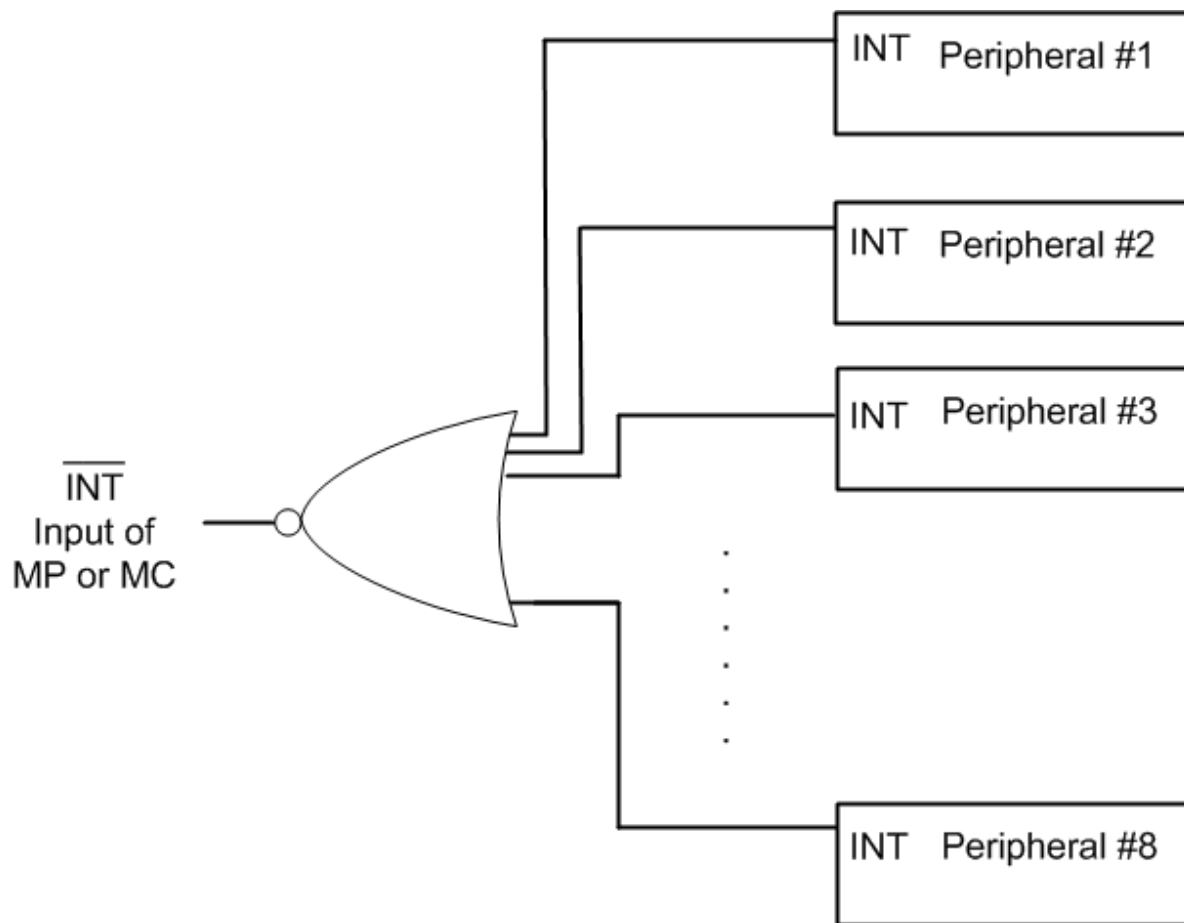 INT Peripheral #1
INT Peripheral #2
INT Peripheral #3
INT
Input of
MP or MC
INT Peripheral #8